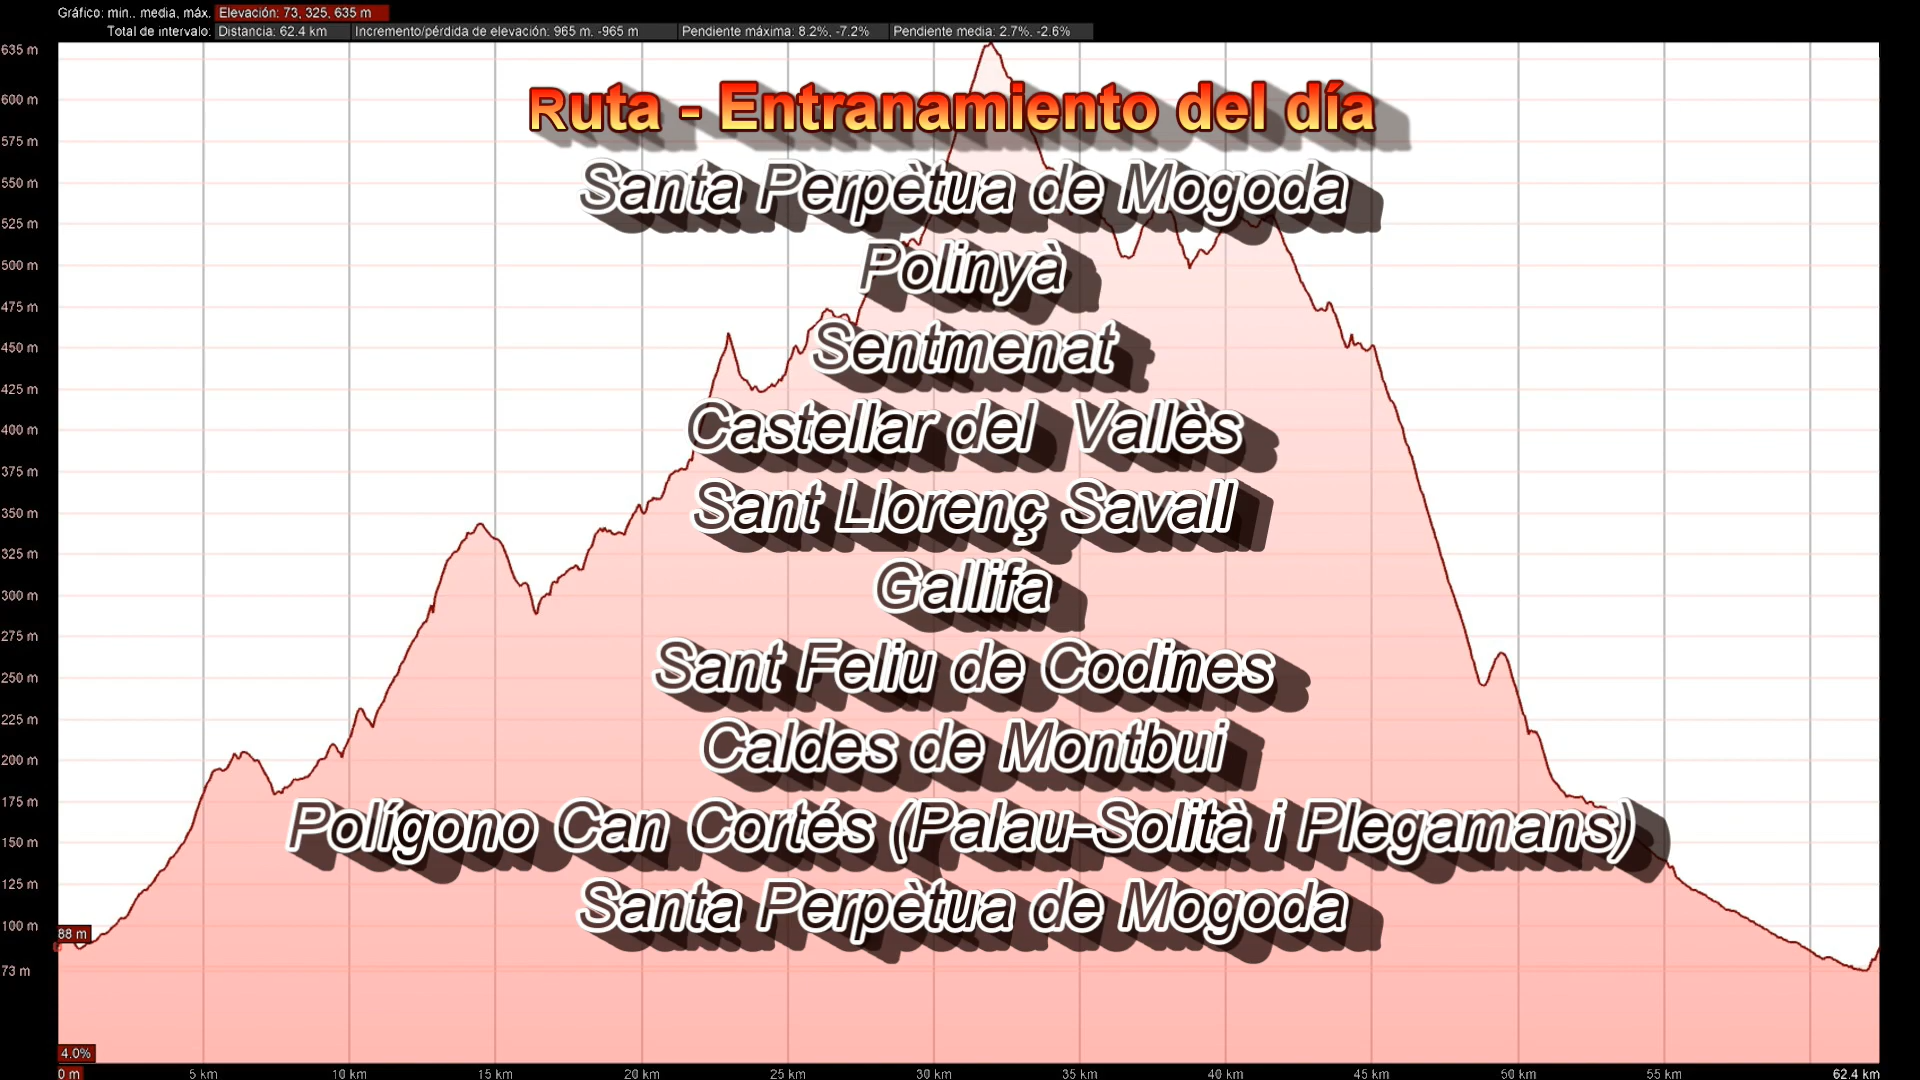 Gráfico: min., media, máx. Elevación: 73, 325, 635 m
Total de intervalo: Distancia: 62.4 km Incremento/pérdida de elevación: 965 m, -965 m Pendiente máxima: 8.2%, -7.2% Pendiente media: 2.7%, -2.6%
635 m
600 m
Ruta - Entranamiento del día
575 m
550 m
Santa Perpètua de Mogoda
525 m
500 m
Polinyà
475 m
450 m
Sentmenat
425 m
400 m
Castellar del Vallès
375 m
350 m
Sant Llorenç Savall
325 m
300 m
Gallifa
275 m
250 m
Sant Feliu de Codines
225 m
200 m
Caldes de Montbui
175 m
150 m
Polígono Can Cortés (Palau-Solità i Plegamans)
125 m
100 m
Santa Perpètua de Mogoda
88 m
73 m
4.0%
0 m 5 km 10 km 15 km 20 km 25 km 30 km 35 km 40 km 45 km 50 km 55 km 62.4 km